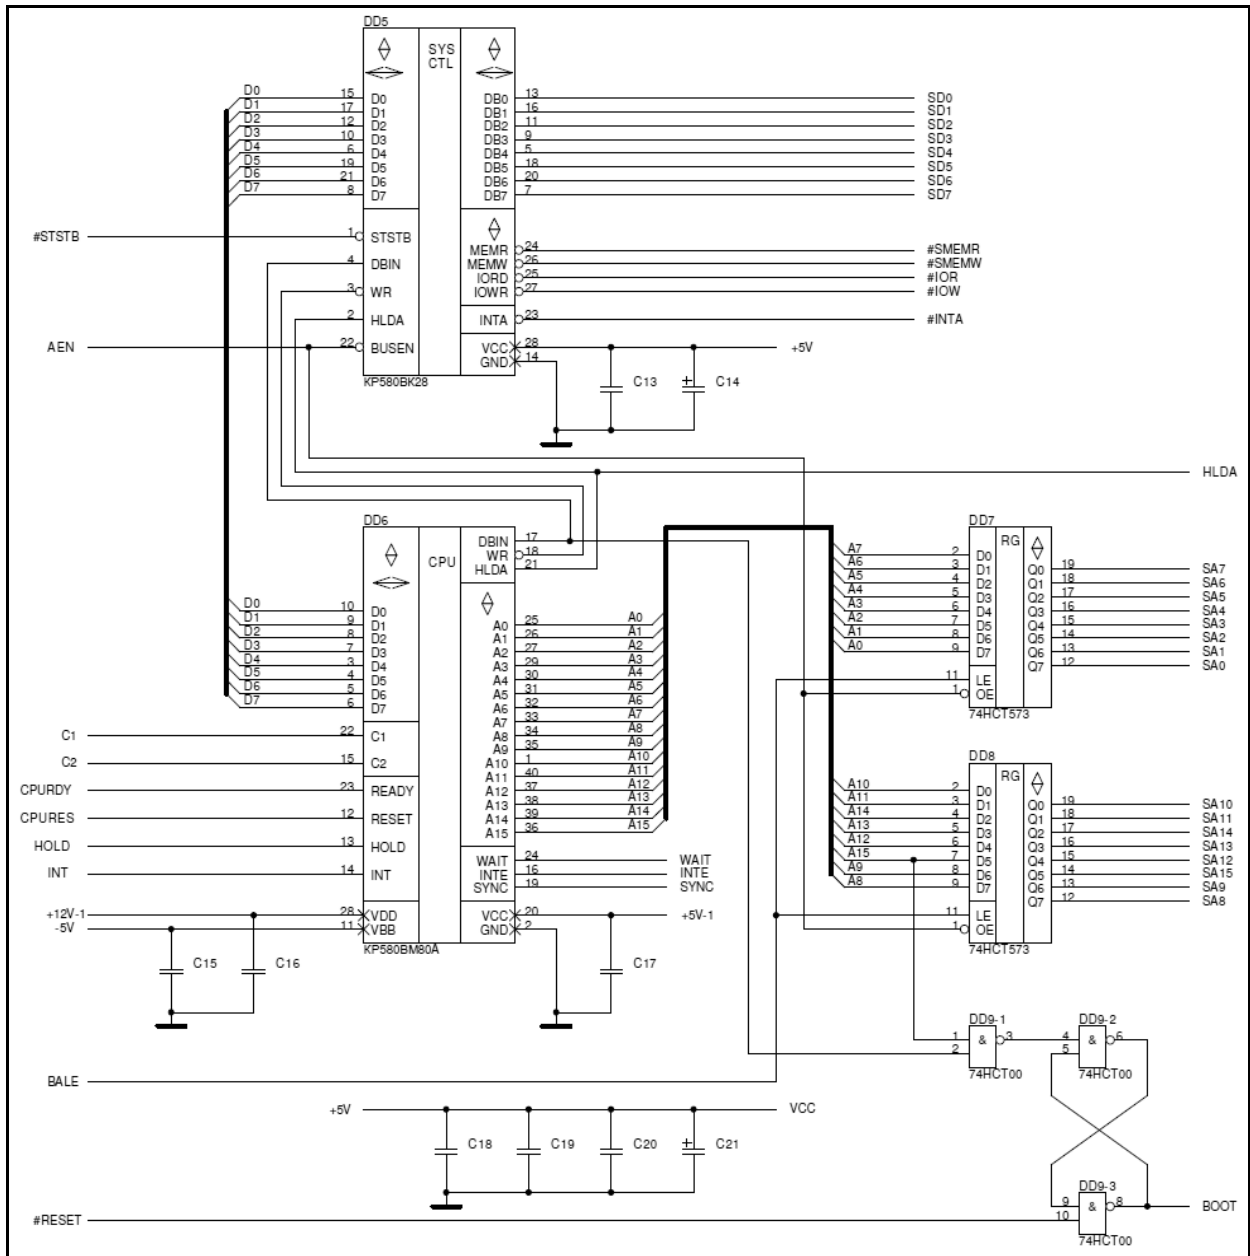 DD5
SYS
CTL
D0 15 D0 DB0 13 SD0
D1 17 D1 DB1 16 SD1
D2 12 D2 DB2 11 SD2
D3 10 D3 DB3 9 SD3
D4 6 D4 DB4 5 SD4
D5 19 D5 DB5 18 SD5
D6 21 D6 DB6 20 SD6
D7 8 D7 DB7 7 SD7
#STSTB 1 STSTB
MEMR 24 #SMEMR
4 DBIN MEMW 26 #SMEMW
IORD 25 #IOR
3 WR IOWR 27 #IOW
2 HLDA INTA 23 #INTA
AEN 22 BUSEN VCC 28 +5V
GND 14
KP580BK28
C13 + C14
HLDA
DD6
CPU
DBIN 17
WR 18
HLDA 21
D0 10 D0
D1 9 D1
D2 8 D2
D3 7 D3
D4 3 D4
D5 4 D5
D6 5 D6
D7 6 D7
A0 25 A0
A1 26 A1
A2 27 A2
A3 29 A3
A4 30 A4
A5 31 A5
A6 32 A6
A7 33 A7
A8 34 A8
A9 35 A9
A10 1 A10
A11 40 A11
A12 37 A12
A13 38 A13
A14 39 A14
A15 36 A15
C1 22 C1
C2 15 C2
CPURDY 23 READY
CPURES 12 RESET
HOLD 13 HOLD
INT 14 INT
WAIT 24 WAIT
INTE 16 INTE
SYNC 19 SYNC
+12V-1 28 VDD VCC 20 +5V-1
-5V 11 VBB GND 2
KP580BM80A
C15 C16 C17
DD7
RG
A7 2 D0 Q0 19 SA7
A6 3 D1 Q1 18 SA6
A5 4 D2 Q2 17 SA5
A4 5 D3 Q3 16 SA4
A3 6 D4 Q4 15 SA3
A2 7 D5 Q5 14 SA2
A1 8 D6 Q6 13 SA1
A0 9 D7 Q7 12 SA0
11 LE
1 OE
74HCT573
DD8
RG
A10 2 D0 Q0 19 SA10
A11 3 D1 Q1 18 SA11
A14 4 D2 Q2 17 SA14
A13 5 D3 Q3 16 SA13
A12 6 D4 Q4 15 SA12
A15 7 D5 Q5 14 SA15
A9 8 D6 Q6 13 SA9
A8 9 D7 Q7 12 SA8
11 LE
1 OE
74HCT573
DD9-1 DD9-2
1 & 3 4 & 6
2 5
74HCT00 74HCT00
BALE
+5V VCC
C18 C19 C20 + C21
DD9-3
9 & 8 BOOT
#RESET 10
74HCT00